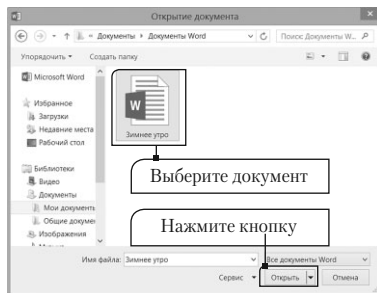 Открытие документа
« Документы ▸ Документы Word
Поиск: Документы W...
Упорядочить ▾ Создать папку
Microsoft Word
Избранное
Загрузки
Недавние места
Рабочий стол
Библиотеки
Видео
Документы
Мои документь
Общие докумен
Изображения
Зимнее утро
Выберите документ
Нажмите кнопку
Имя файла: Зимнее утро
Все документы Word
Сервис ▾ Открыть ▾ Отмена